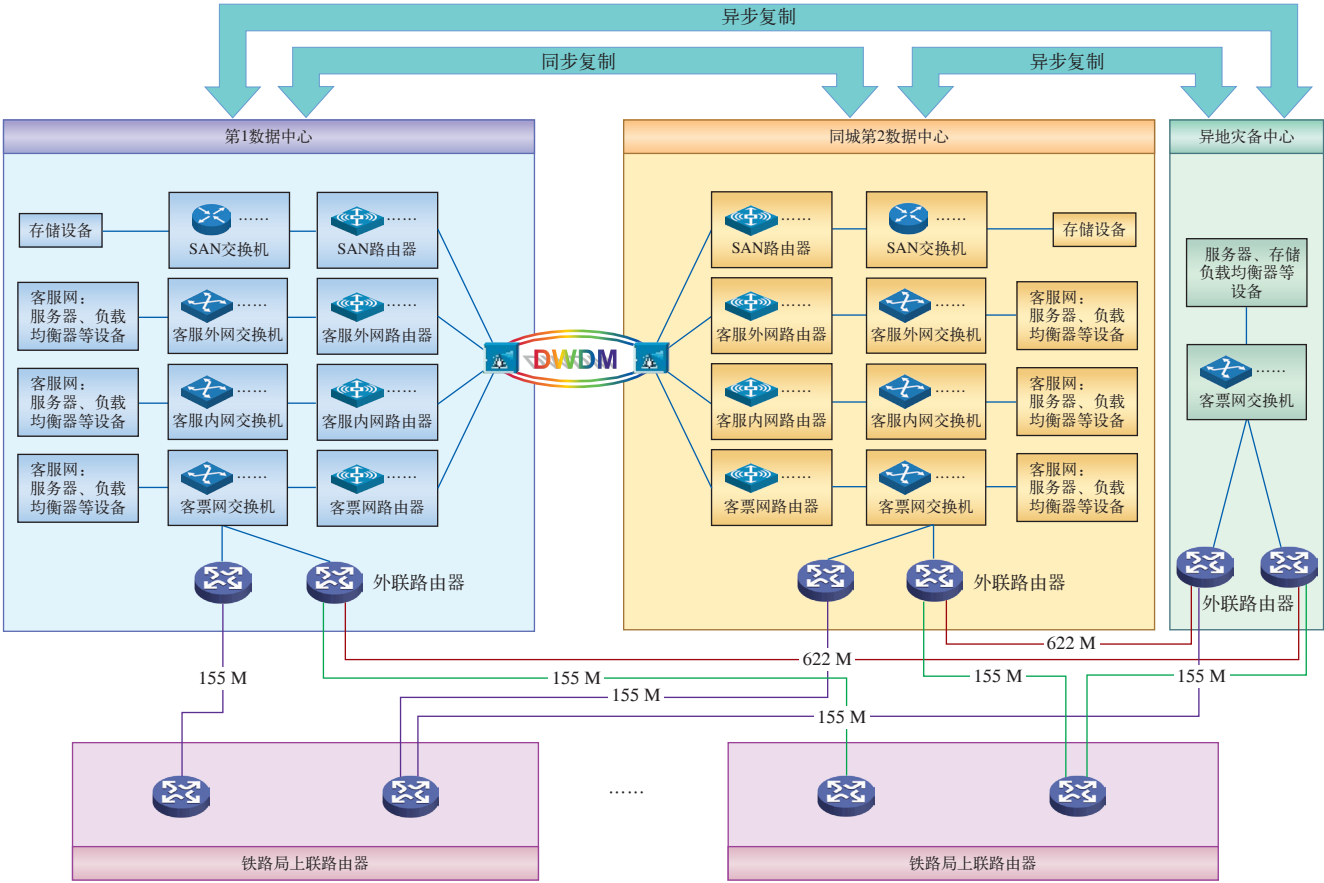 异步复制
同步复制
异步复制
第1数据中心
存储设备
……
SAN交换机
……
SAN路由器
客服网：
服务器、负载
均衡器等设备
……
客服外网交换机
……
客服外网路由器
客服网：
服务器、负载
均衡器等设备
……
客服内网交换机
……
客服内网路由器
客服网：
服务器、负载
均衡器等设备
……
客票网交换机
……
客票网路由器
外联路由器
DWDM
同城第2数据中心
……
SAN路由器
……
SAN交换机
存储设备
……
客服外网路由器
……
客服外网交换机
客服网：
服务器、负载
均衡器等设备
……
客服内网路由器
……
客服内网交换机
客服网：
服务器、负载
均衡器等设备
……
客票网路由器
……
客票网交换机
客服网：
服务器、负载
均衡器等设备
外联路由器
异地灾备中心
服务器、存储
负载均衡器等
设备
……
客票网交换机
外联路由器
622 M
622 M
155 M
155 M
155 M
155 M
155 M
155 M
……
铁路局上联路由器
铁路局上联路由器